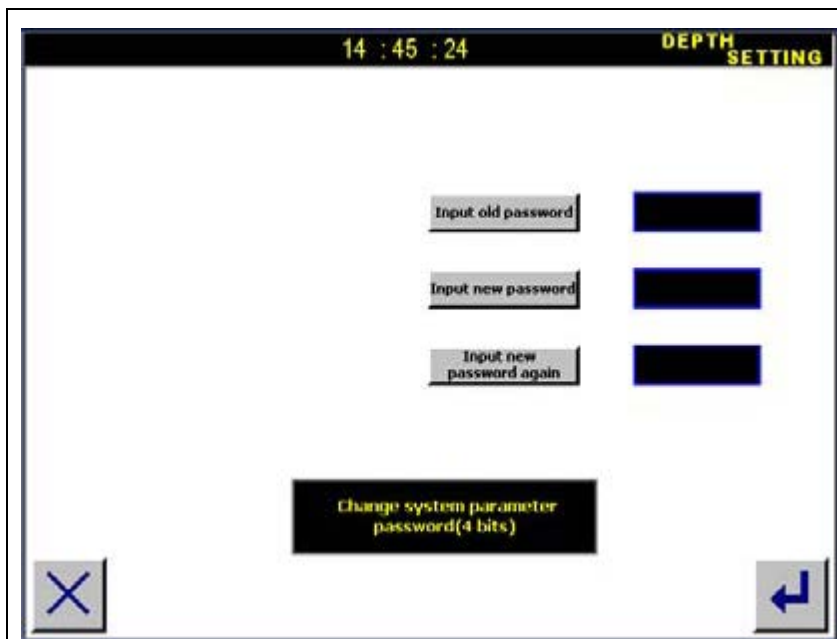 14 : 45 : 24
DEPTH
SETTING
Input old password
Input new password
Input new
password again
Change system parameter
password(4 bits)